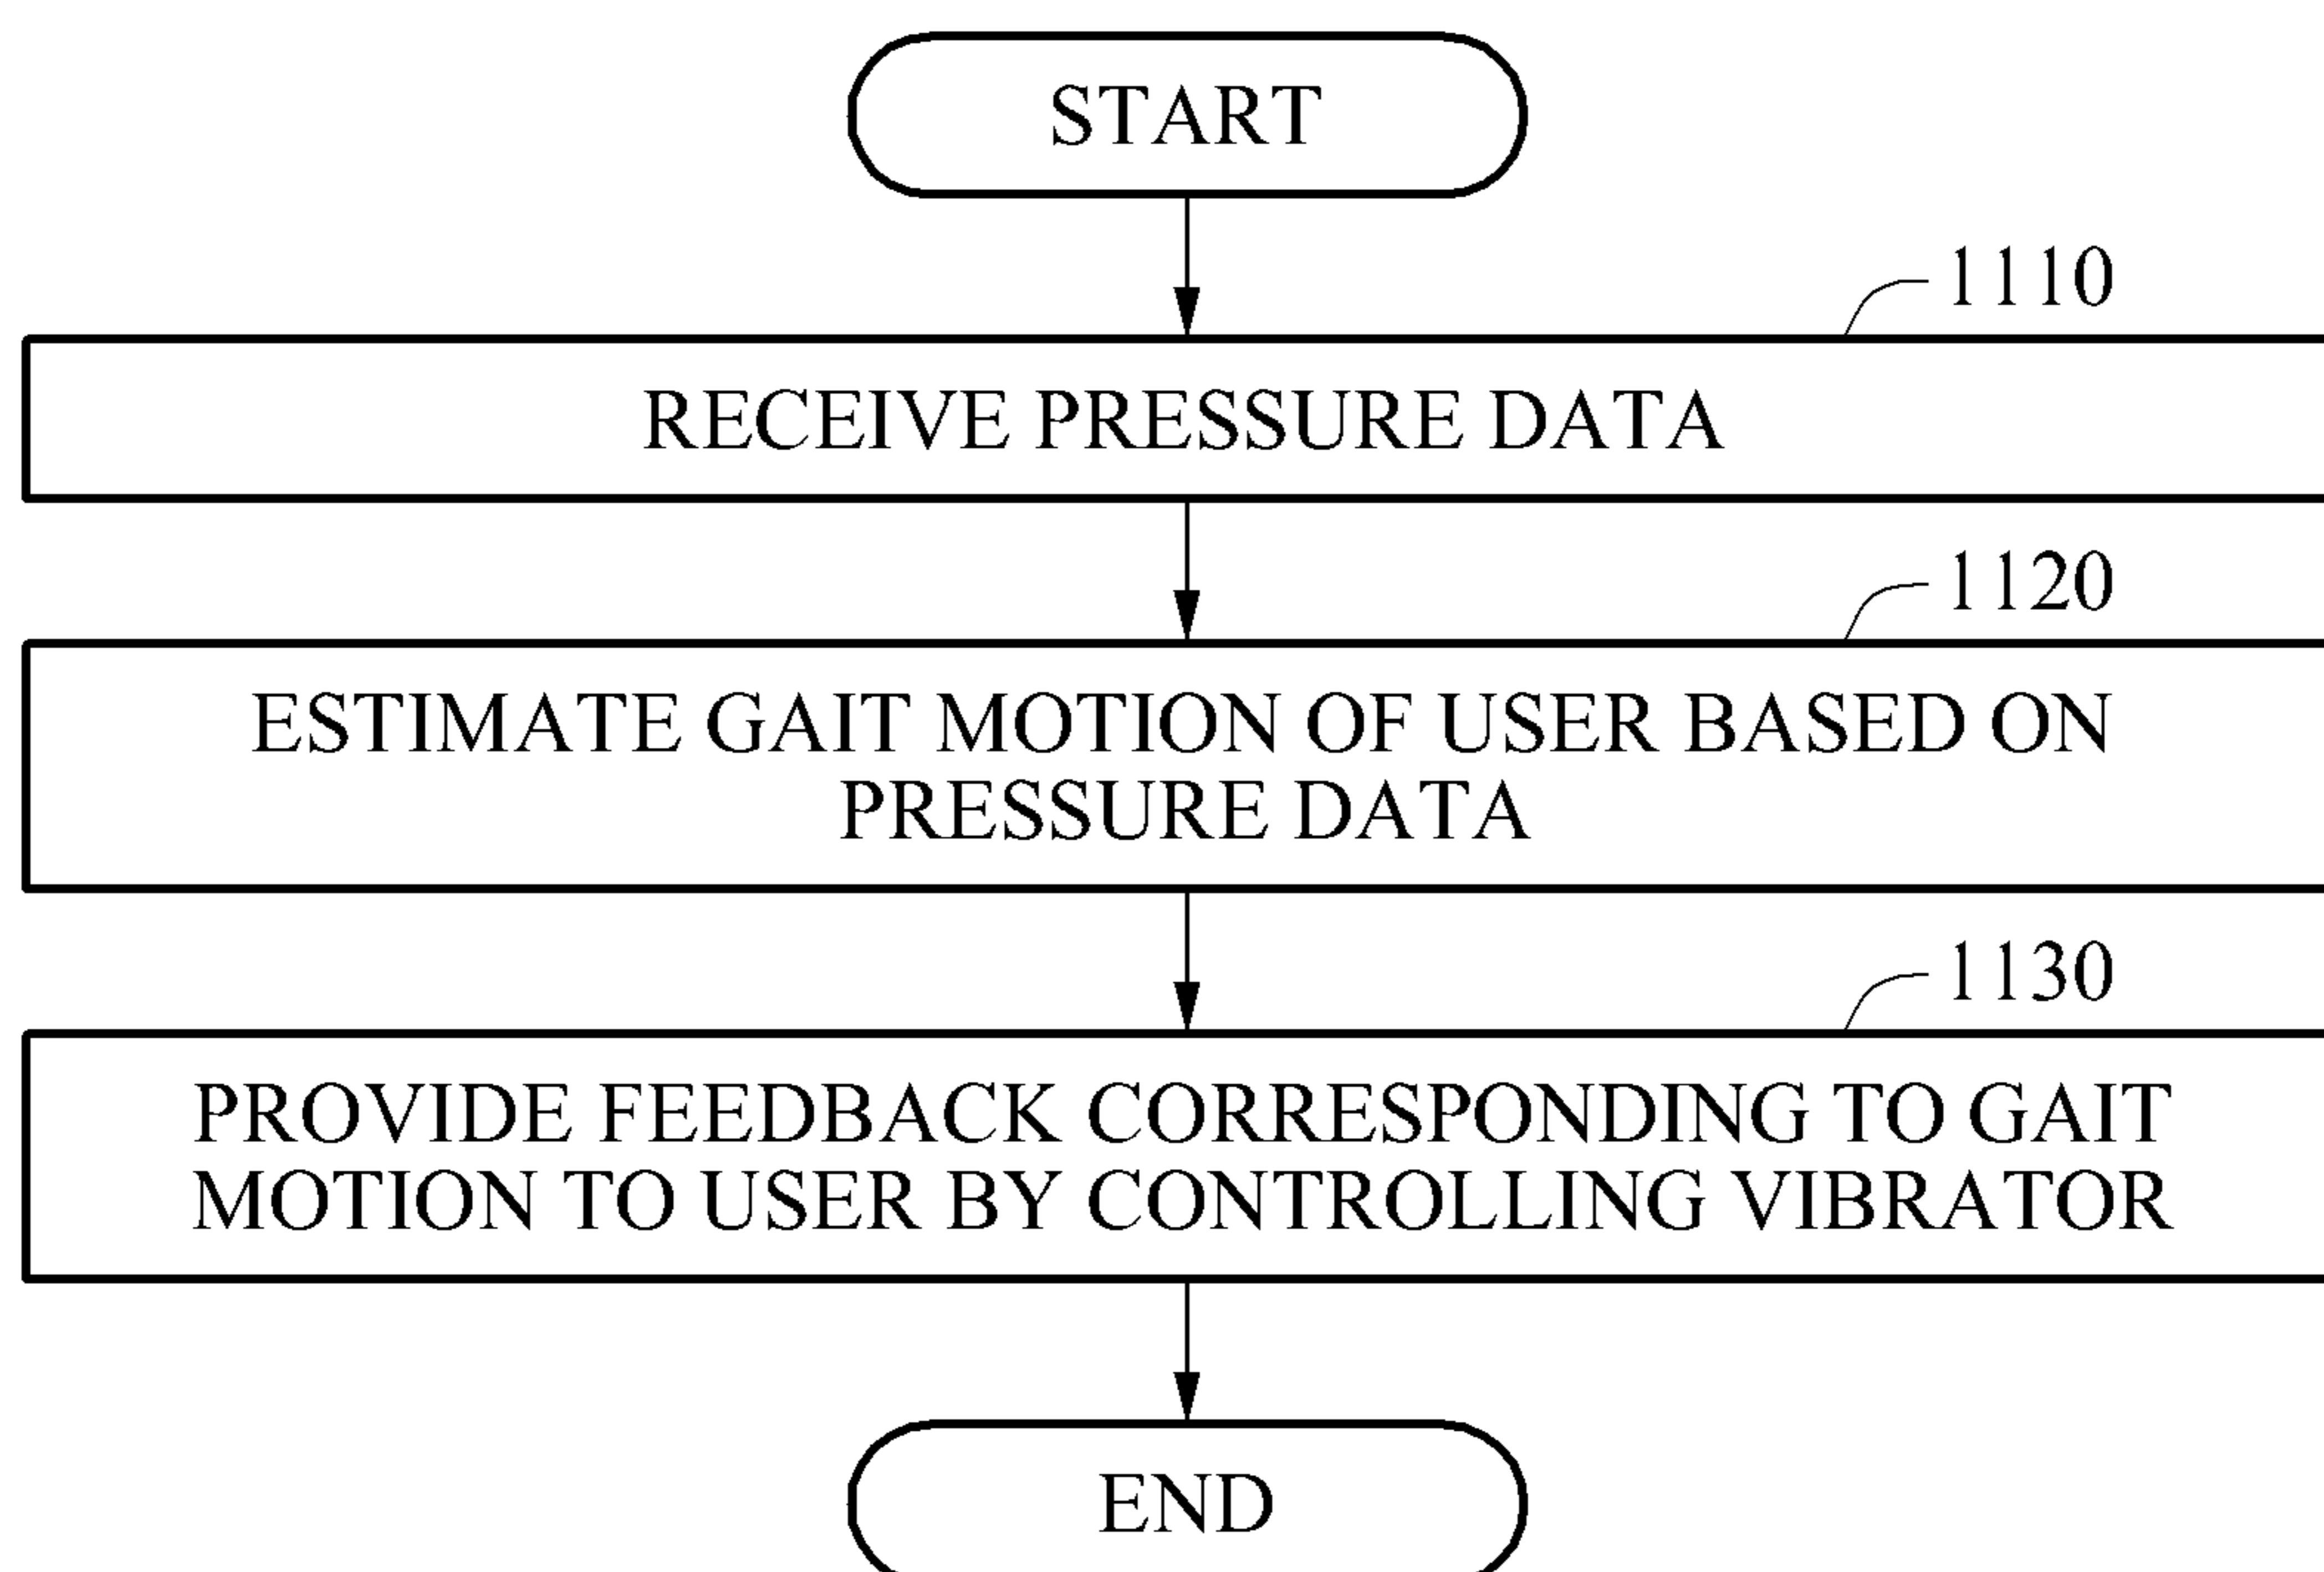 START
1110
RECEIVE PRESSURE DATA
1120
ESTIMATE GAIT MOTION OF USER BASED ON
PRESSURE DATA
1130
PROVIDE FEEDBACK CORRESPONDING TO GAIT
MOTION TO USER BY CONTROLLING VIBRATOR
END